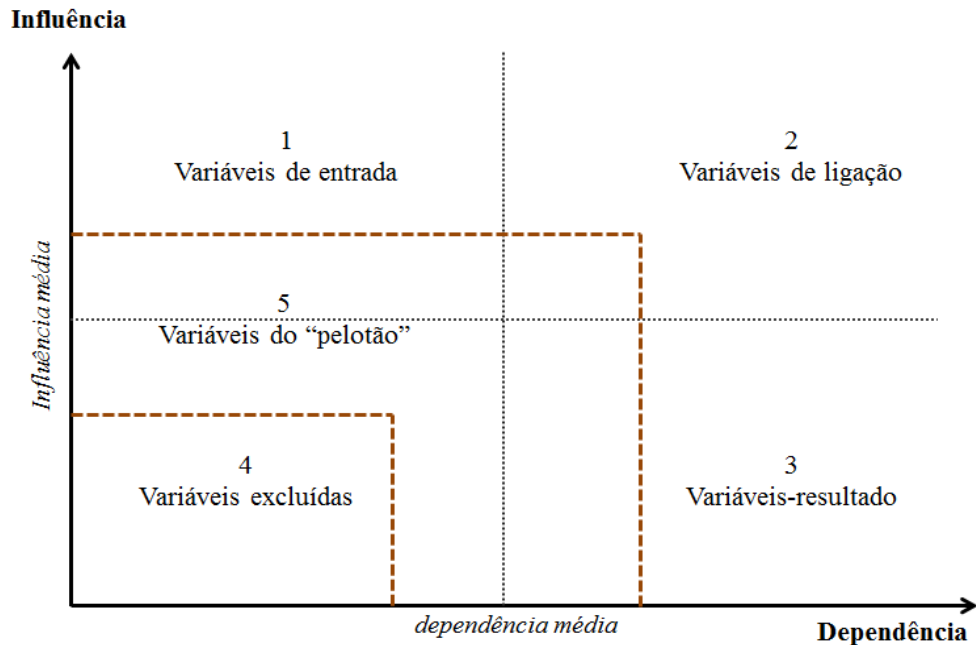 Influência
1
Variáveis de entrada
2
Variáveis de ligação
Influência média
5
Variáveis do “pelotão”
4
Variáveis excluídas
3
Variáveis-resultado
dependência média
Dependência